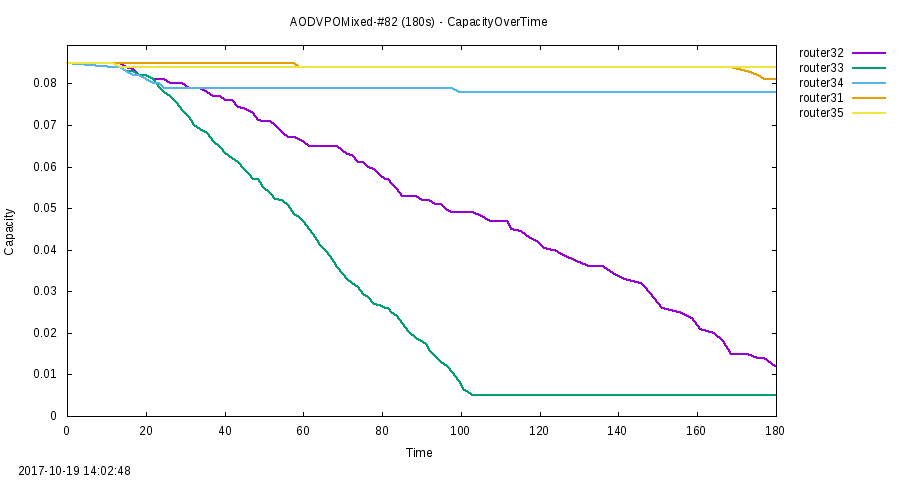 AODVPOMixed-#82 (180s) - CapacityOverTime
router32
router33
router34
router31
router35
0.08
0.07
0.06
0.05
0.04
0.03
0.02
0.01
0
Capacity
0 20 40 60 80 100 120 140 160 180
Time
2017-10-19 14:02:48